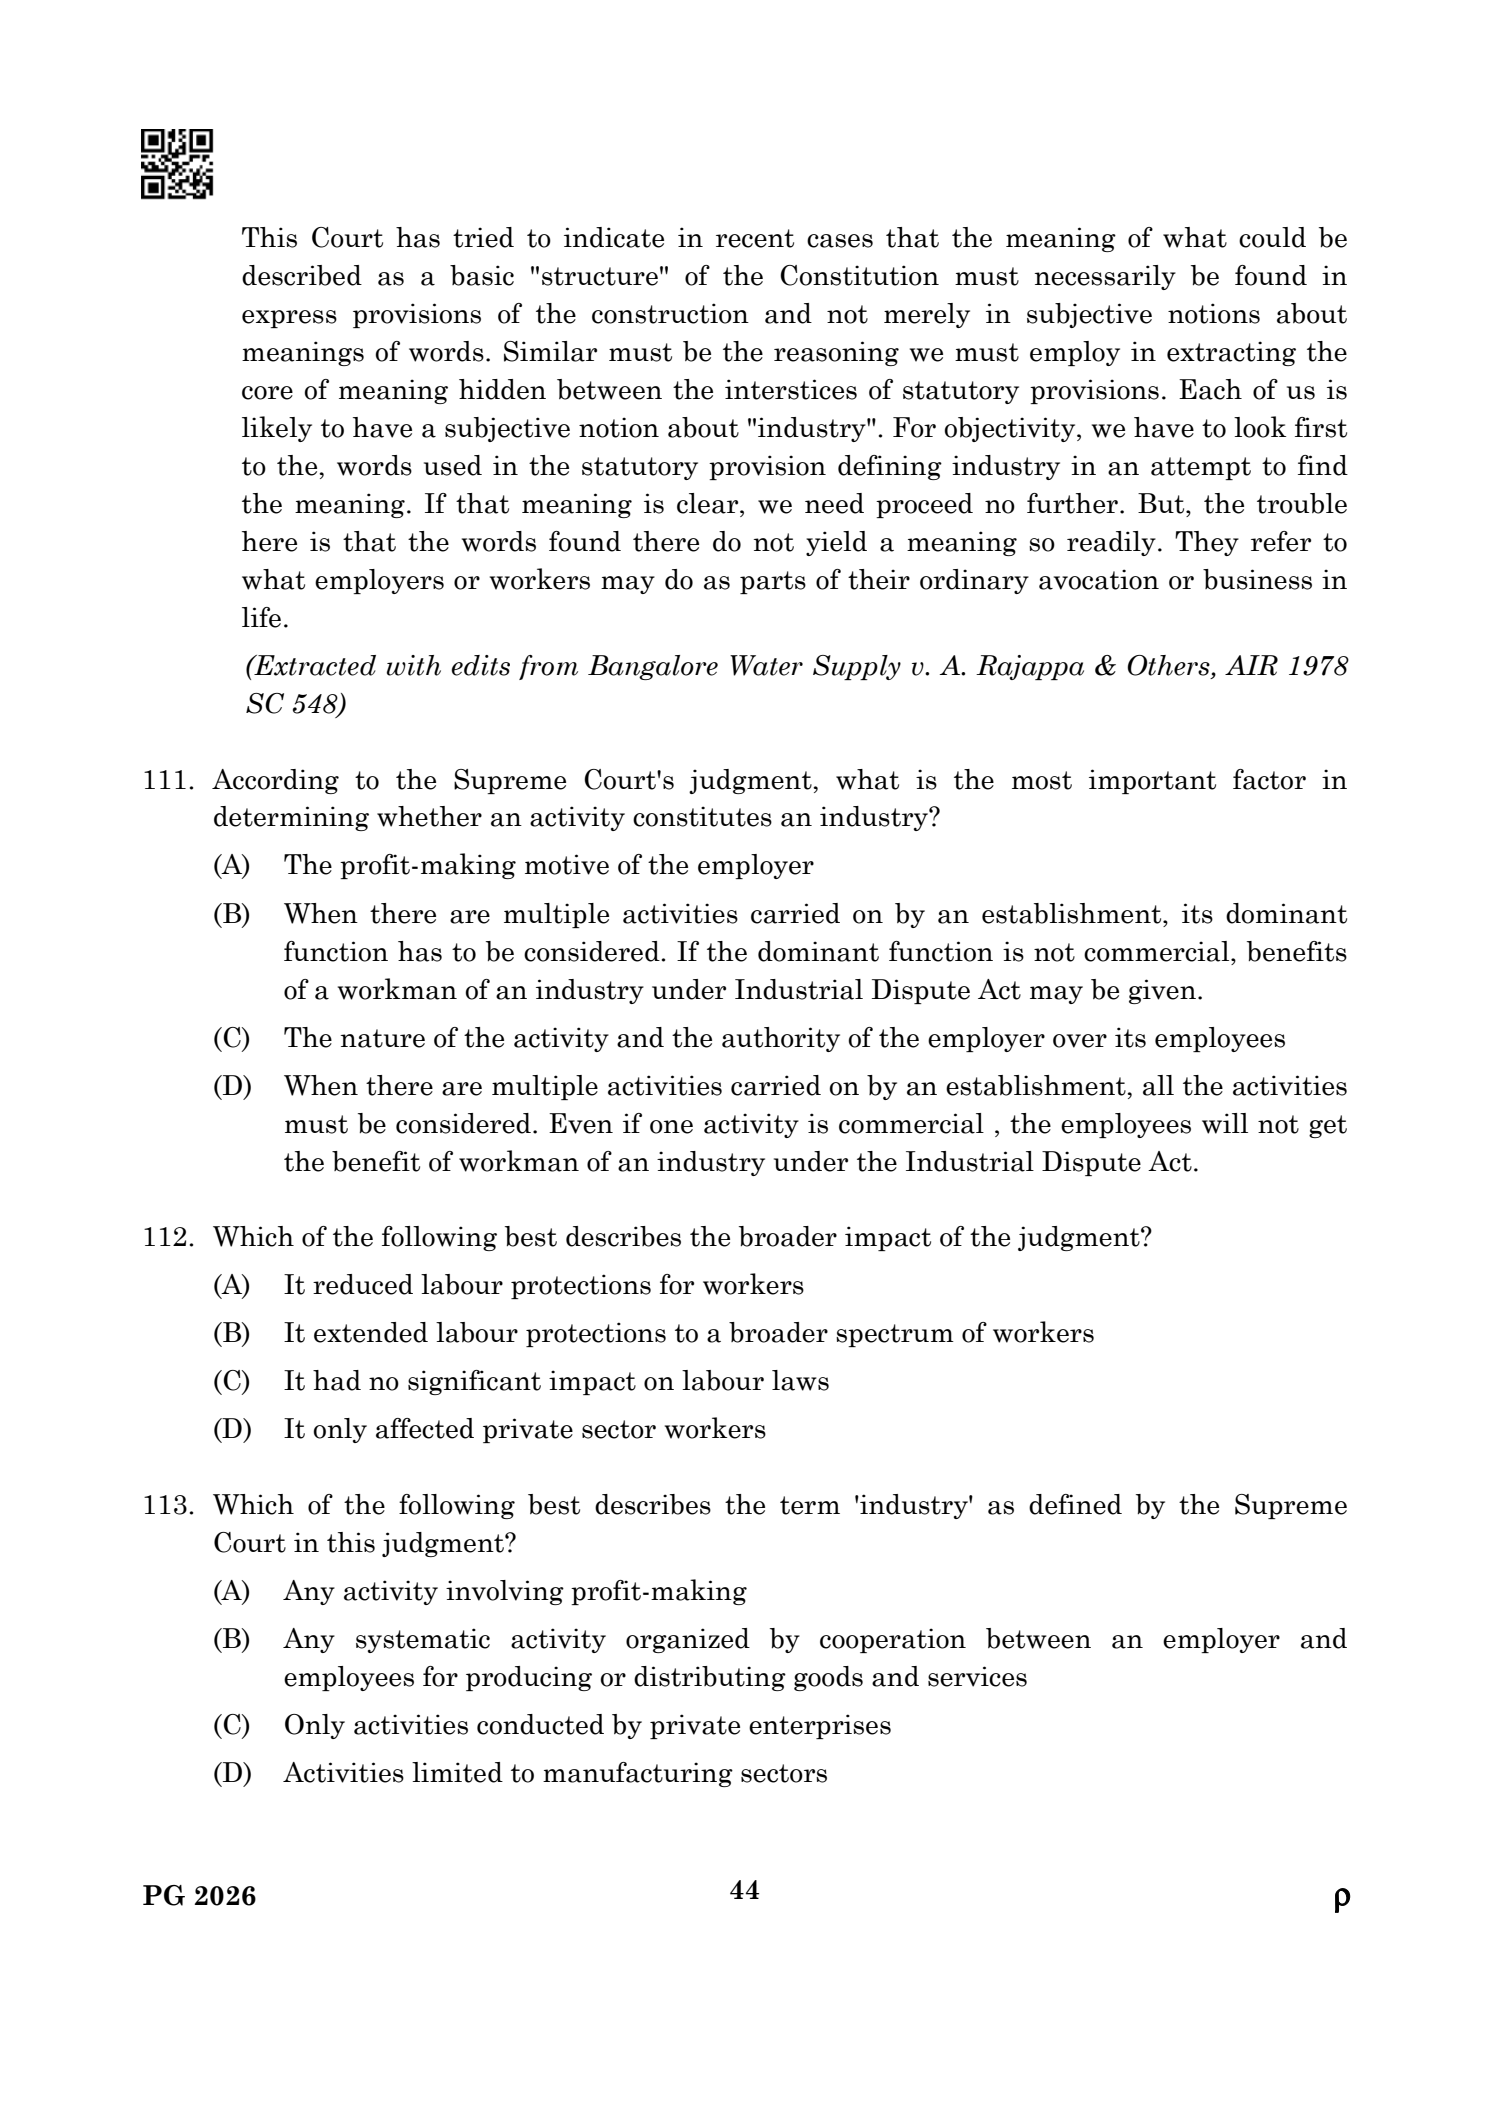 This Court has tried to indicate in recent cases that the meaning of what could be
described as a basic "structure" of the Constitution must necessarily be found in
express provisions of the construction and not merely in subjective notions about
meanings of words. Similar must be the reasoning we must employ in extracting the
core of meaning hidden between the interstices of statutory provisions. Each of us is
likely to have a subjective notion about "industry". For objectivity, we have to look first
to the, words used in the statutory provision defining industry in an attempt to find
the meaning. If that meaning is clear, we need proceed no further. But, the trouble
here is that the words found there do not yield a meaning so readily. They refer to
what employers or workers may do as parts of their ordinary avocation or business in
life.
(Extracted with edits from Bangalore Water Supply v. A. Rajappa & Others, AIR 1978
SC 548)
111. According to the Supreme Court's judgment, what is the most important factor in
determining whether an activity constitutes an industry?
(A) The profit-making motive of the employer
(B) When there are multiple activities carried on by an establishment, its dominant
function has to be considered. If the dominant function is not commercial, benefits
of a workman of an industry under Industrial Dispute Act may be given.
(C) The nature of the activity and the authority of the employer over its employees
(D) When there are multiple activities carried on by an establishment, all the activities
must be considered. Even if one activity is commercial , the employees will not get
the benefit of workman of an industry under the Industrial Dispute Act.
112. Which of the following best describes the broader impact of the judgment?
(A) It reduced labour protections for workers
(B) It extended labour protections to a broader spectrum of workers
(C) It had no significant impact on labour laws
(D) It only affected private sector workers
113. Which of the following best describes the term 'industry' as defined by the Supreme
Court in this judgment?
(A) Any activity involving profit-making
(B) Any systematic activity organized by cooperation between an employer and
employees for producing or distributing goods and services
(C) Only activities conducted by private enterprises
(D) Activities limited to manufacturing sectors
PG 2026 44 ρ